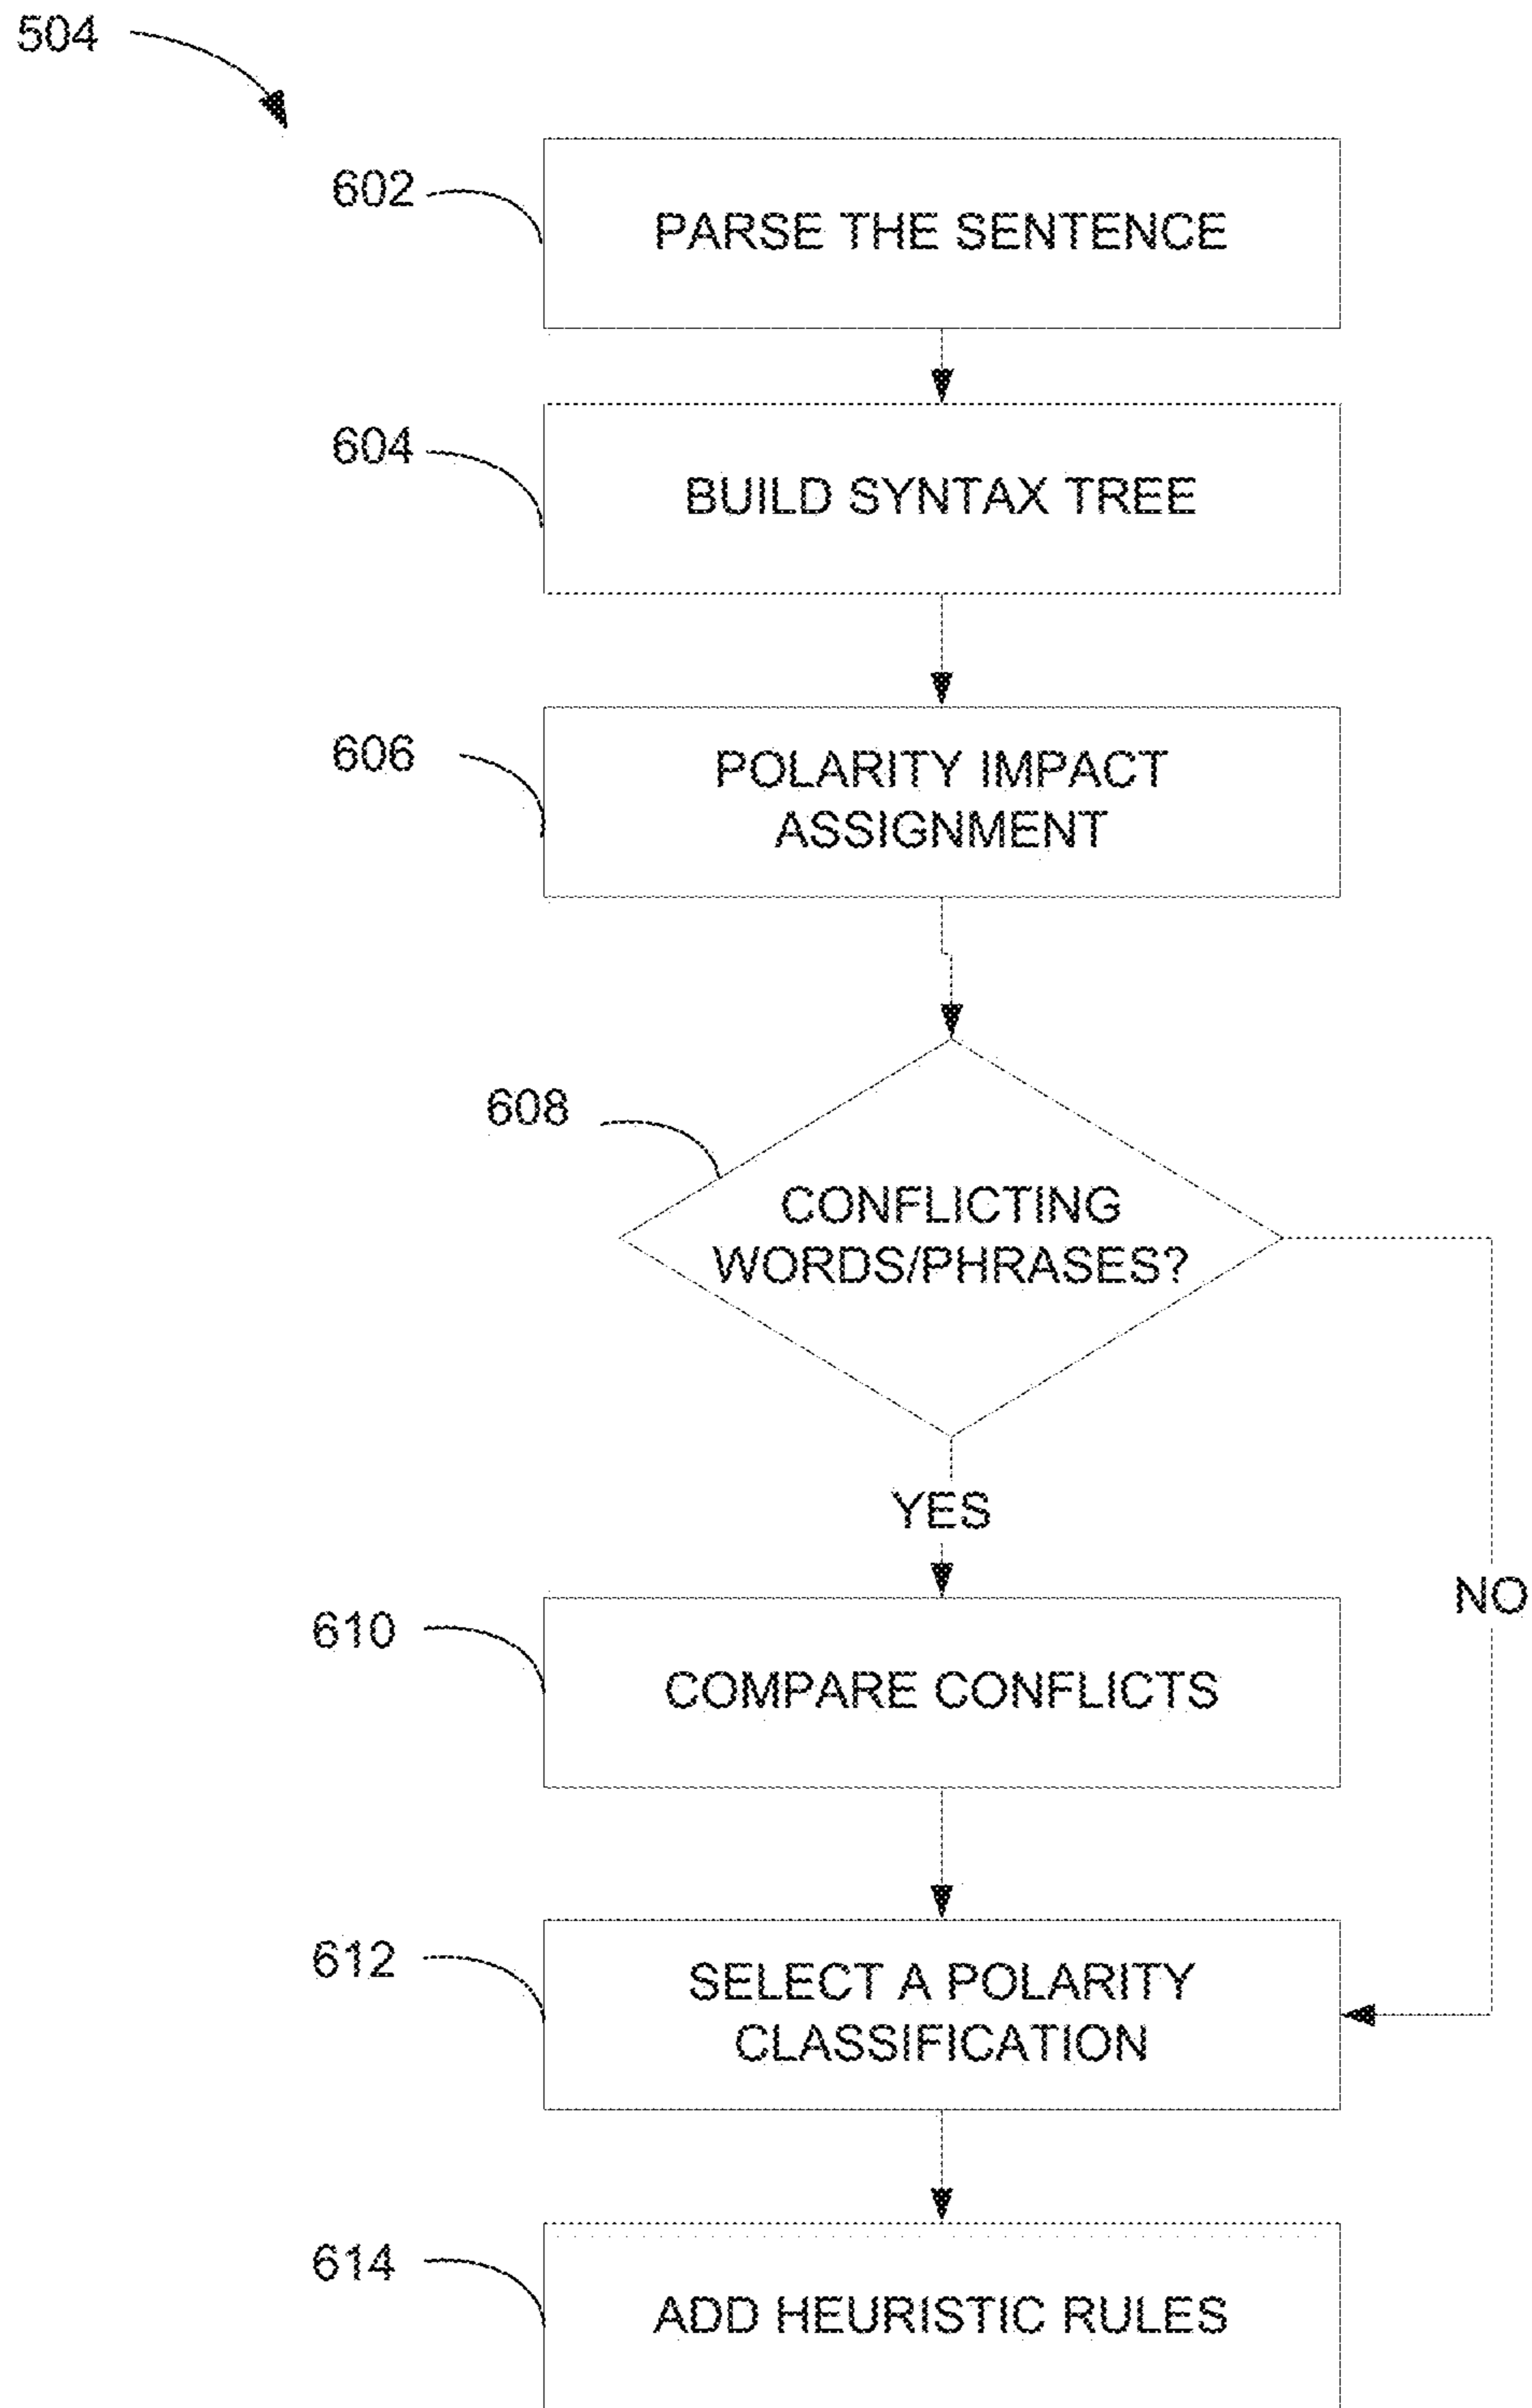 504
602
PARSE THE SENTENCE
604
BUILD SYNTAX TREE
606
POLARITY IMPACT
ASSIGNMENT
608
CONFLICTING
WORDS/PHRASES?
YES
NO
610
COMPARE CONFLICTS
612
SELECT A POLARITY
CLASSIFICATION
614
ADD HEURISTIC RULES